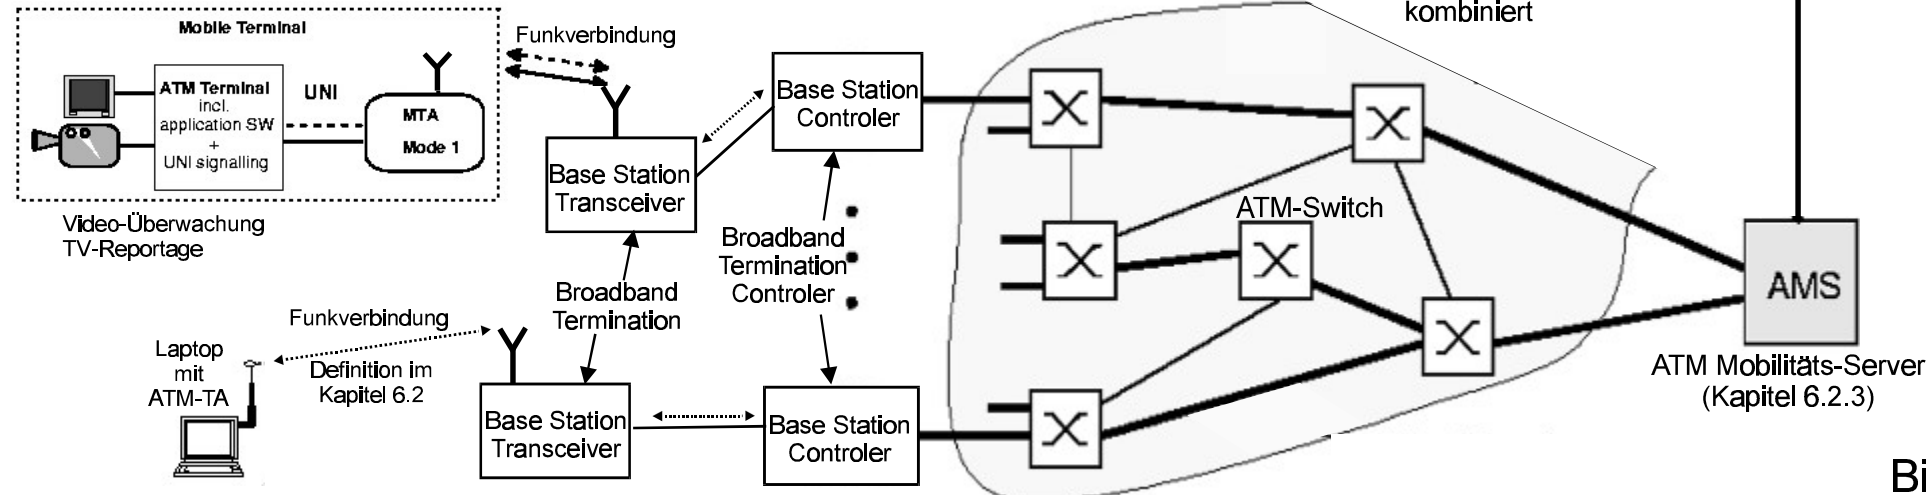 kombiniert
Mobile Terminal
Funkverbindung
ATM Terminal
incl.
application SW
+
UNI signalling
UNI
MTA
Mode 1
Base Station
Controler
Base Station
Transceiver
Video-Überwachung
TV-Reportage
ATM-Switch
Broadband
Termination
Controler
Broadband
Termination
AMS
Funkverbindung
Laptop
mit
ATM-TA
Definition im
Kapitel 6.2
ATM Mobilitäts-Server
(Kapitel 6.2.3)
Base Station
Transceiver
Base Station
Controler
Bi